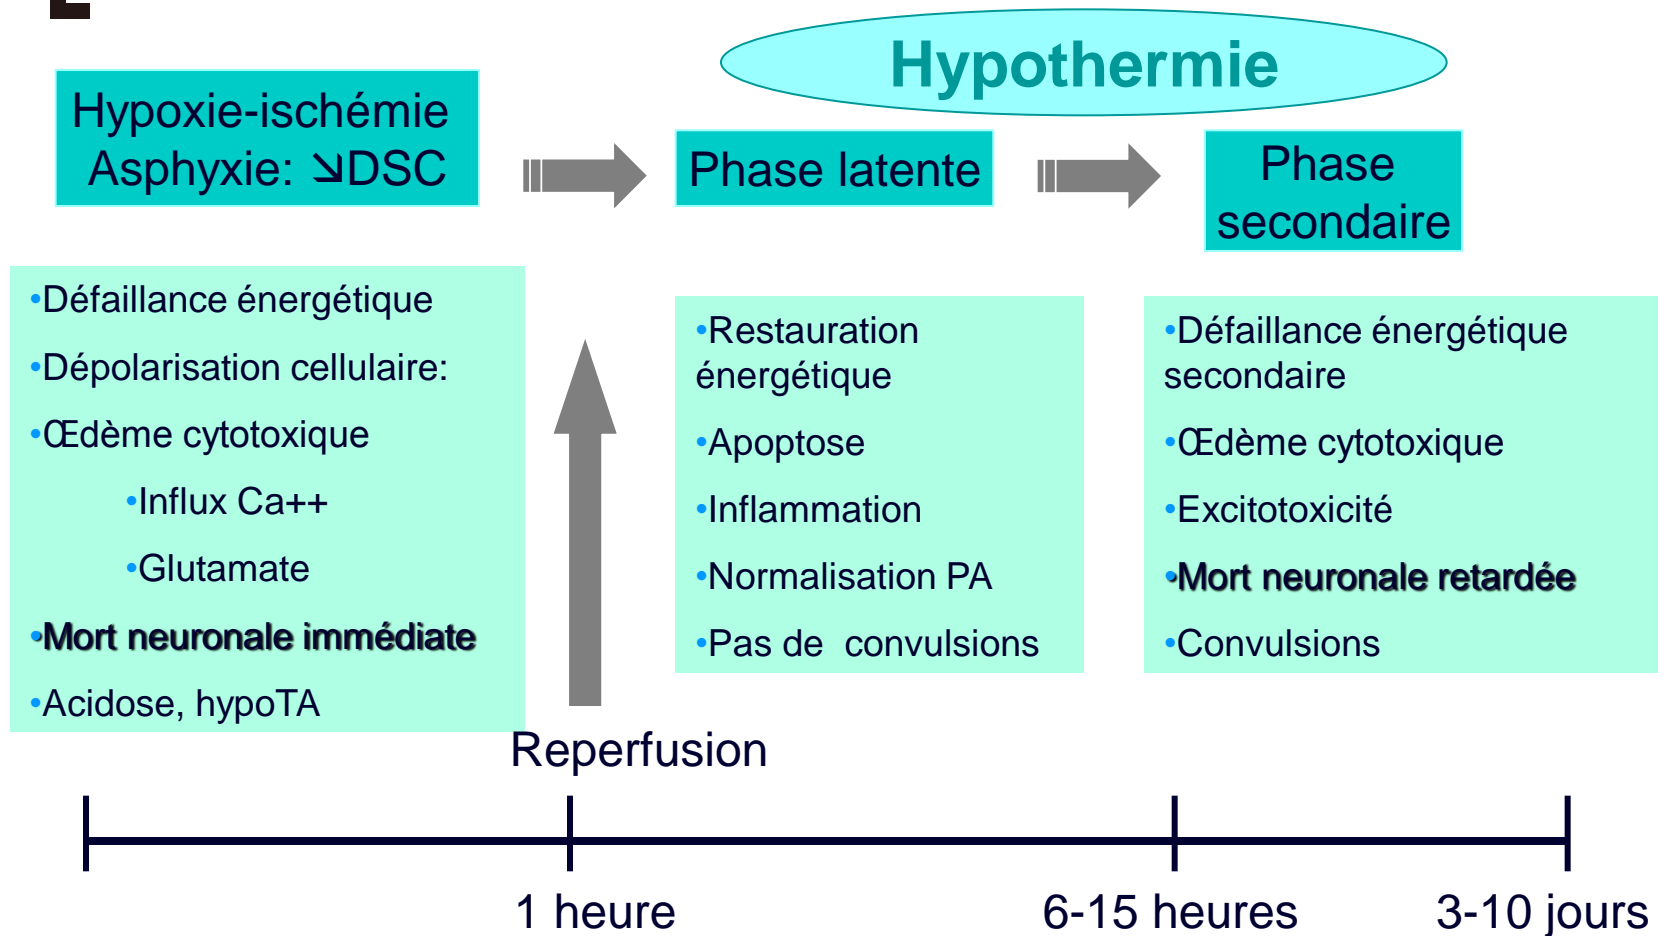 Hypothermie
Hypoxie-ischémie
Asphyxie: ↘DSC
Phase latente
Phase
secondaire
•Défaillance énergétique
•Dépolarisation cellulaire:
•Œdème cytotoxique
•Influx Ca++
•Glutamate
•Mort neuronale immédiate
•Acidose, hypoTA
•Restauration
énergétique
•Apoptose
•Inflammation
•Normalisation PA
•Pas de convulsions
•Défaillance énergétique
secondaire
•Œdème cytotoxique
•Excitotoxicité
•Mort neuronale retardée
•Convulsions
Reperfusion
1 heure
6-15 heures
3-10 jours